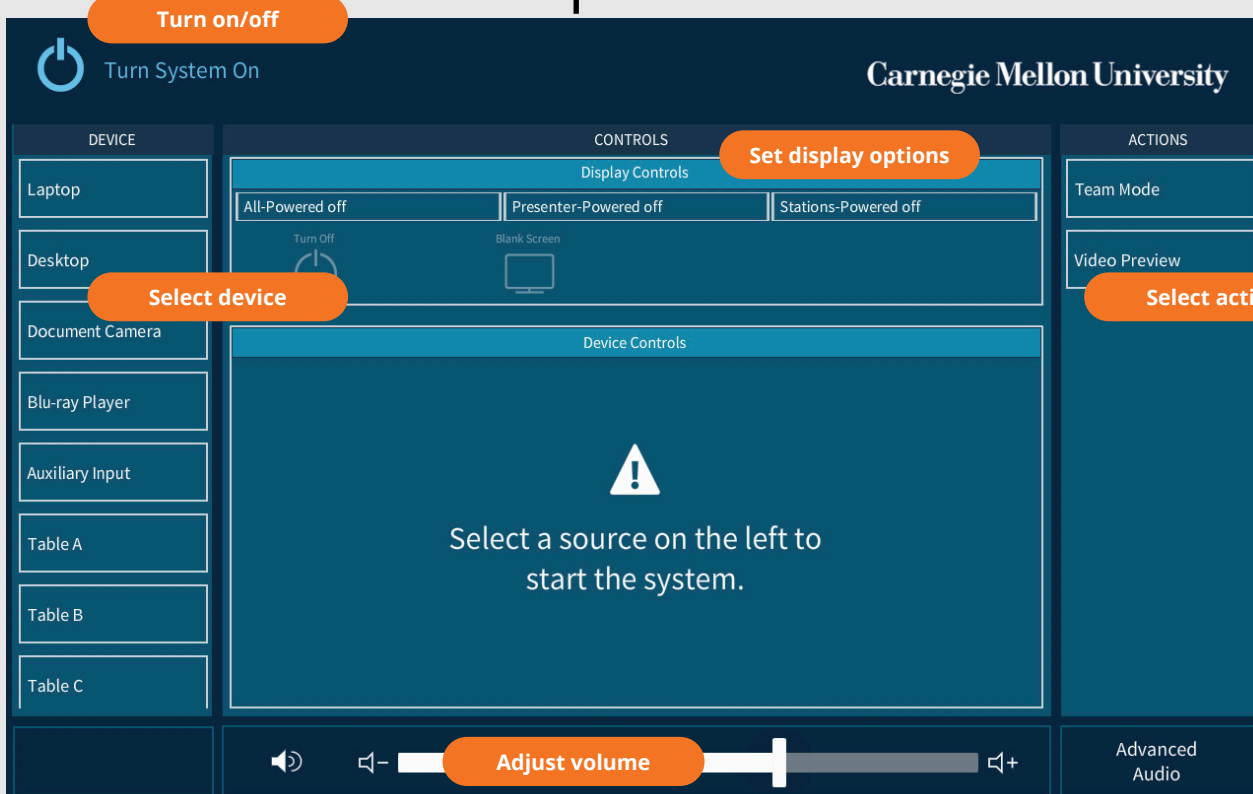 Turn on/off
Turn System On
Carnegie Mellon University
DEVICE
Laptop
Desktop
Select device
Document Camera
Blu-ray Player
Auxiliary Input
Table A
Table B
Table C
CONTROLS
Set display options
Display Controls
All-Powered off
Presenter-Powered off
Stations-Powered off
Turn Off
Blank Screen
Device Controls
Select a source on the left to
start the system.
ACTIONS
Team Mode
Video Preview
Select acti
Adjust volume
Advanced
Audio